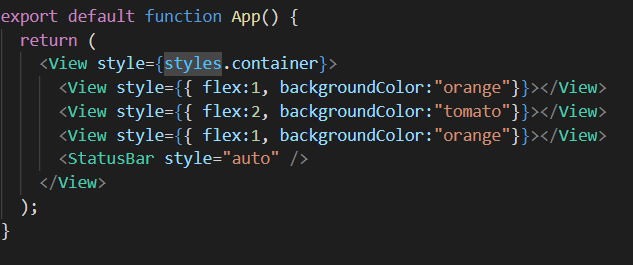 export default function App() {
  return (
    <View style={styles.container}>
      <View style={{ flex:1, backgroundColor:"orange"}}></View>
      <View style={{ flex:2, backgroundColor:"tomato"}}></View>
      <View style={{ flex:1, backgroundColor:"orange"}}></View>
      <StatusBar style="auto" />
    </View>
  );
}